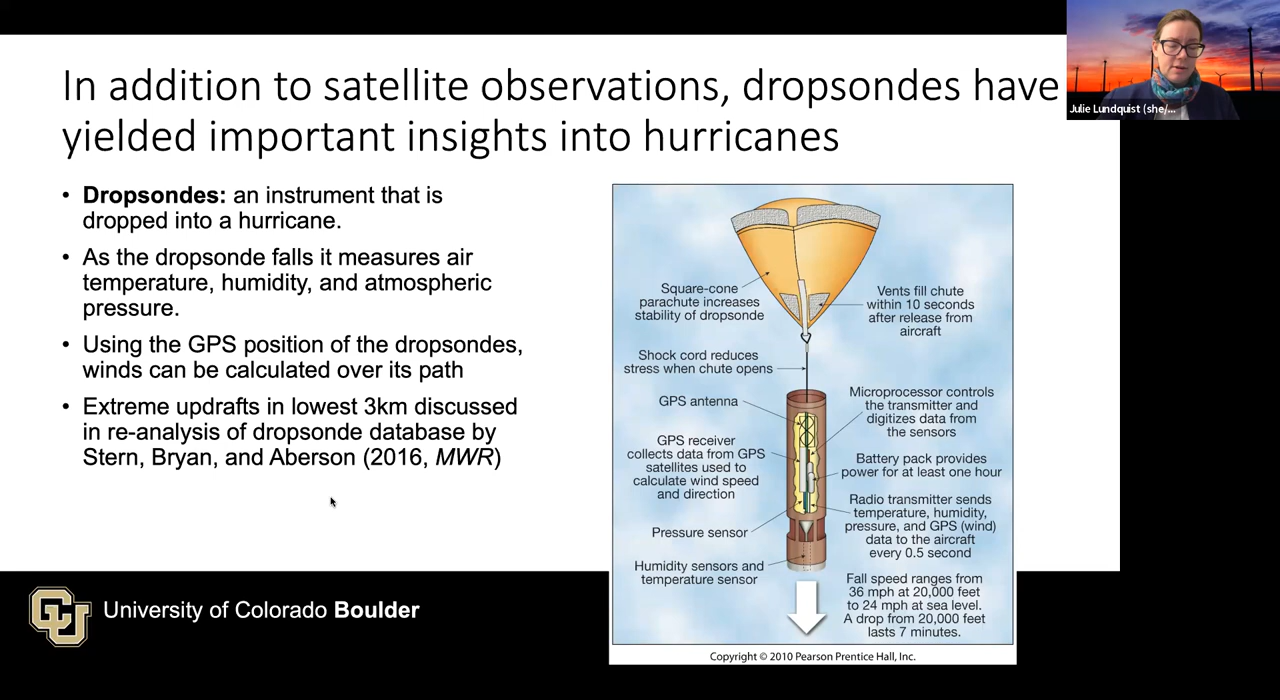 In addition to satellite observations, dropsondes have
yielded important insights into hurricanes
Julie Lundquist (she/...
• Dropsondes: an instrument that is
dropped into a hurricane.
• As the dropsonde falls it measures air
temperature, humidity, and atmospheric
pressure.
• Using the GPS position of the dropsondes,
winds can be calculated over its path
• Extreme updrafts in lowest 3km discussed
in re-analysis of dropsonde database by
Stern, Bryan, and Aberson (2016, MWR)
Square-cone
parachute increases
stability of dropsonde
Vents fill chute
within 10 seconds
after release from
aircraft
Shock cord reduces
stress when chute opens
GPS antenna
Microprocessor controls
the transmitter and
digitizes data from
the sensors
GPS receiver
collects data from GPS
satellites used to
calculate wind speed
and direction
Battery pack provides
power for at least one hour
Radio transmitter sends
temperature, humidity,
pressure, and GPS (wind)
data to the aircraft
every 0.5 second
Pressure sensor
Humidity sensors and
temperature sensor
Fall speed ranges from
36 mph at 20,000 feet
to 24 mph at sea level.
A drop from 20,000 feet
lasts 7 minutes.
Copyright © 2010 Pearson Prentice Hall, Inc.
CU
University of Colorado Boulder